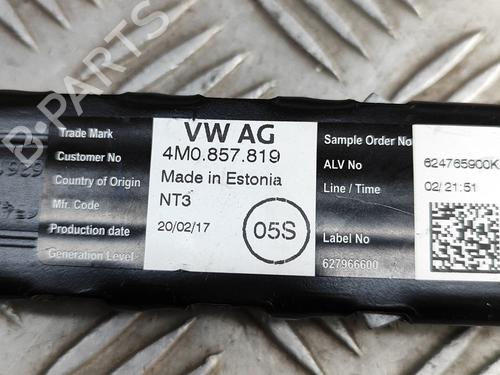 B-PARTS
Trade Mark VW AG Sample Order No
Customer No 4M0.857.819 ALV No 624765900K
Country of Origin Made in Estonia Line / Time 02/ 21:51
Mfr. Code NT3
Production date 20/02/17 05S Label No
Generation Level 627966600